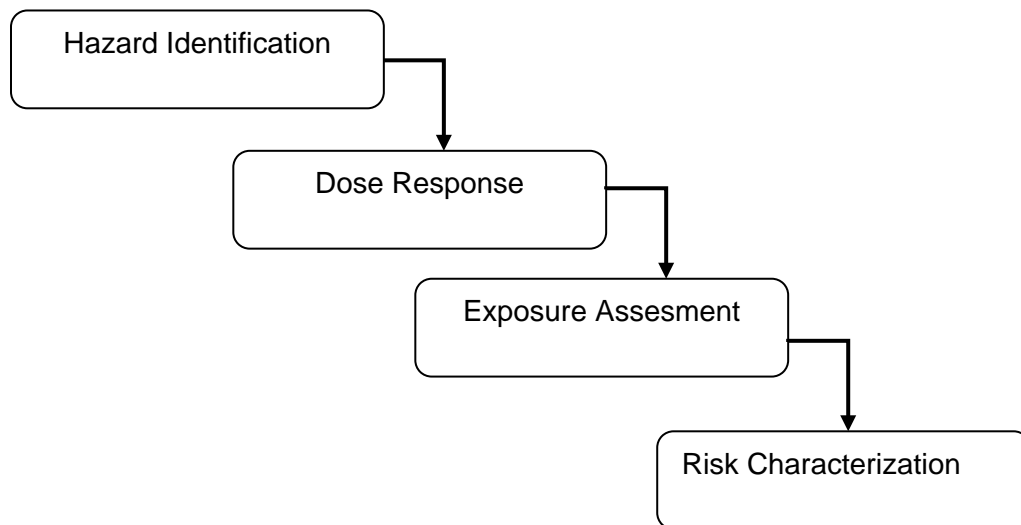 Hazard Identification
Dose Response
Exposure Assesment
Risk Characterization